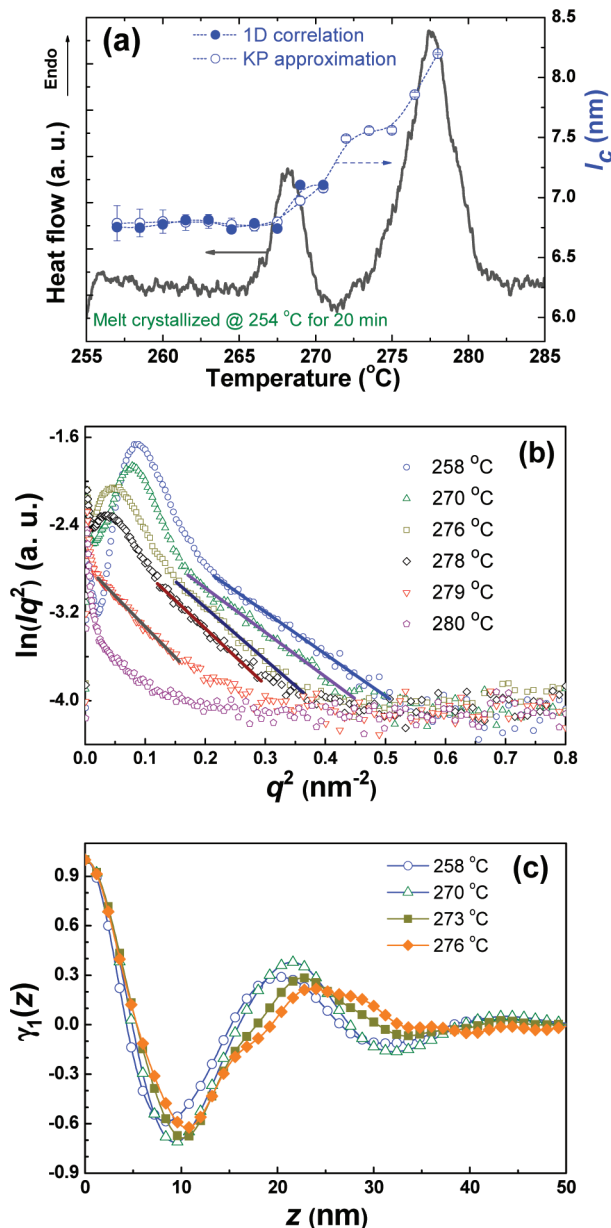 (a)
1D correlation
KP approximation
Endo
Heat flow (a. u.)
8.5
8.0
7.5
7.0
6.5
6.0
l_c (nm)
Melt crystallized @ 254 °C for 20 min
255 260 265 270 275 280 285
Temperature (°C)
(b)
-1.6
-2.4
-3.2
-4.0
ln(Iq²) (a. u.)
258 °C
270 °C
276 °C
278 °C
279 °C
280 °C
0.0 0.1 0.2 0.3 0.4 0.5 0.6 0.7 0.8
q² (nm⁻²)
(c)
0.9
0.6
0.3
0.0
-0.3
-0.6
-0.9
γ₁(z)
258 °C
270 °C
273 °C
276 °C
0 10 20 30 40 50
z (nm)